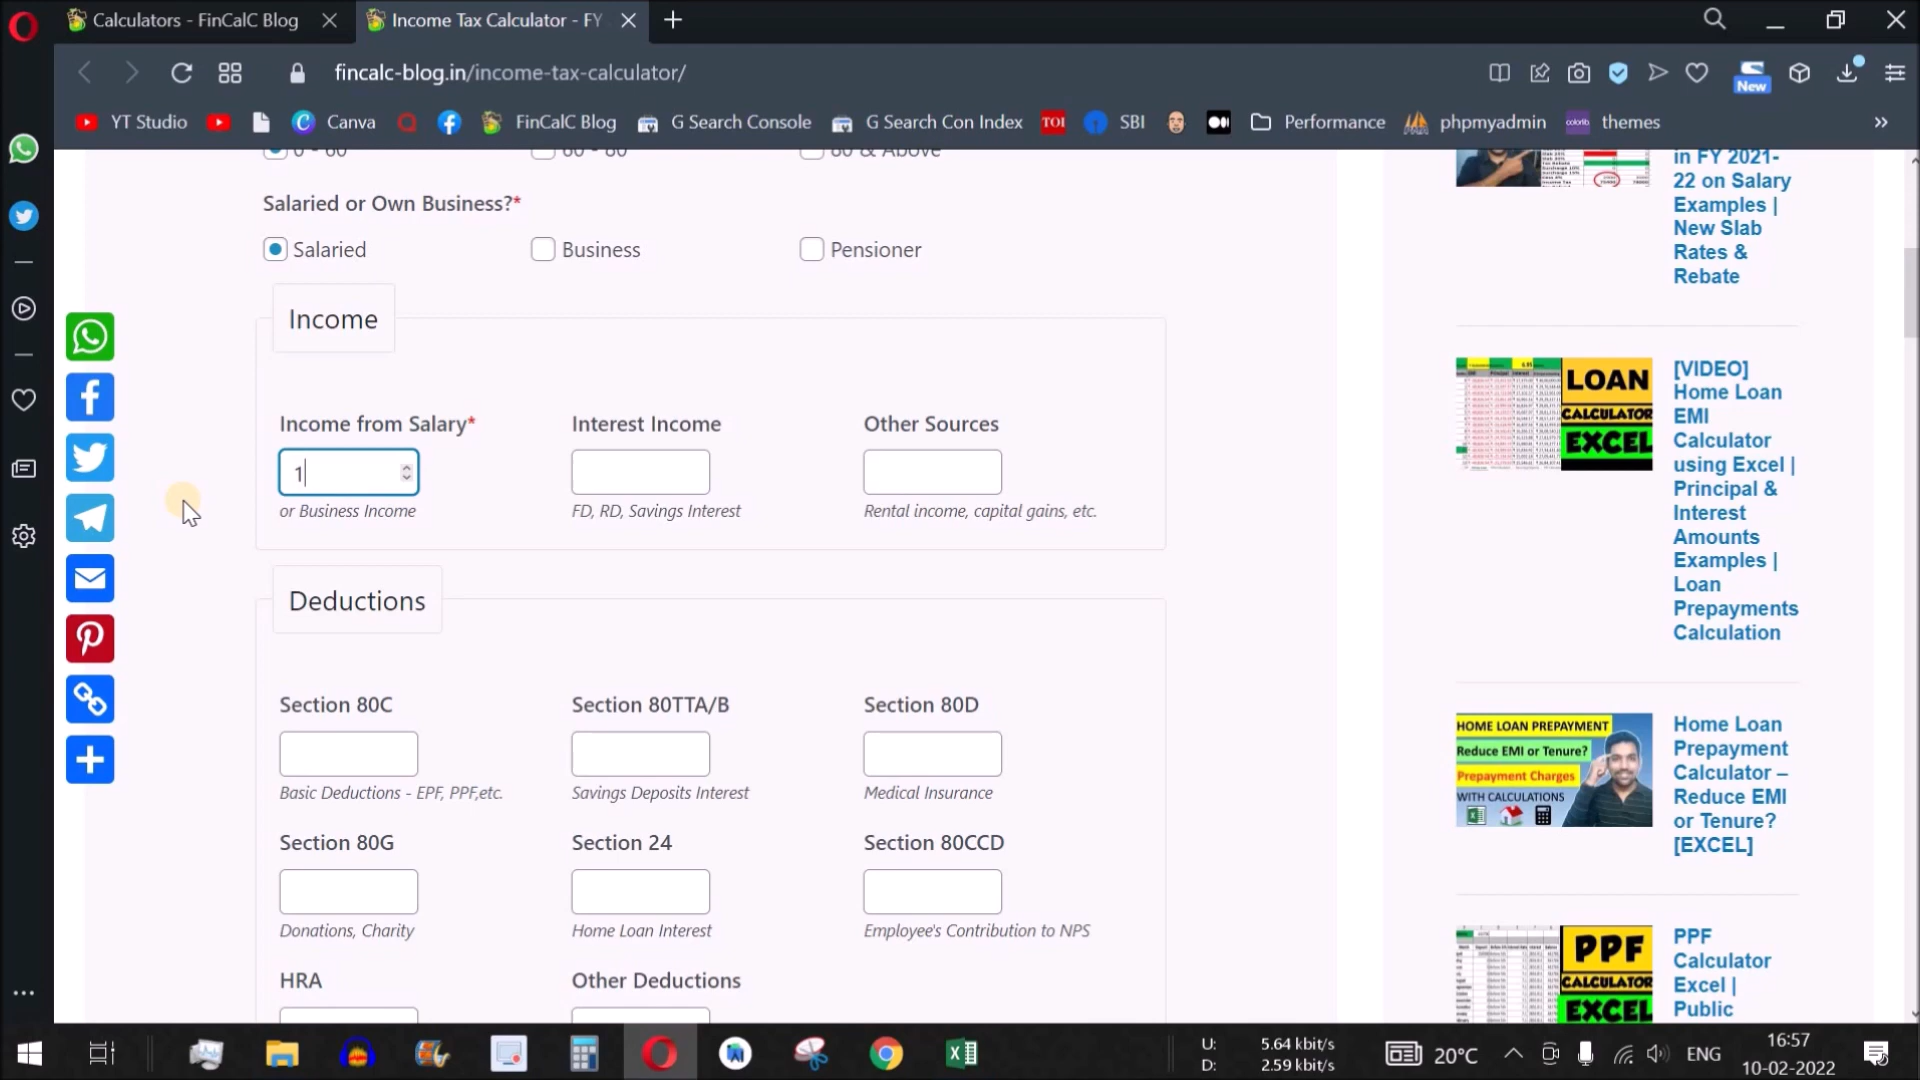 Calculators - FinCalC Blog
Income Tax Calculator - FY
fincalc-blog.in/income-tax-calculator/
New
YT Studio
Canva
FinCalC Blog
G Search Console
G Search Con Index
TOI
SBI
Performance
phpmyadmin
colorlib
themes
0 - 60
60 - 80
80 & Above
Salaried or Own Business?*
Salaried
Business
Pensioner
Income
Income from Salary*
Interest Income
Other Sources
1
or Business Income
FD, RD, Savings Interest
Rental income, capital gains, etc.
Deductions
Section 80C
Section 80TTA/B
Section 80D
Basic Deductions - EPF, PPF,etc.
Savings Deposits Interest
Medical Insurance
Section 80G
Section 24
Section 80CCD
Donations, Charity
Home Loan Interest
Employee's Contribution to NPS
HRA
Other Deductions
in FY 2021-
22 on Salary
Examples |
New Slab
Rates &
Rebate
LOAN
CALCULATOR
EXCEL
[VIDEO]
Home Loan
EMI
Calculator
using Excel |
Principal &
Interest
Amounts
Examples |
Loan
Prepayments
Calculation
HOME LOAN PREPAYMENT
Reduce EMI or Tenure?
Prepayment Charges
WITH CALCULATIONS
Home Loan
Prepayment
Calculator –
Reduce EMI
or Tenure?
[EXCEL]
PPF
CALCULATOR
EXCEL
PPF
Calculator
Excel |
Public
U: 5.64 kbit/s
D: 2.59 kbit/s
20°C
ENG
16:57
10-02-2022